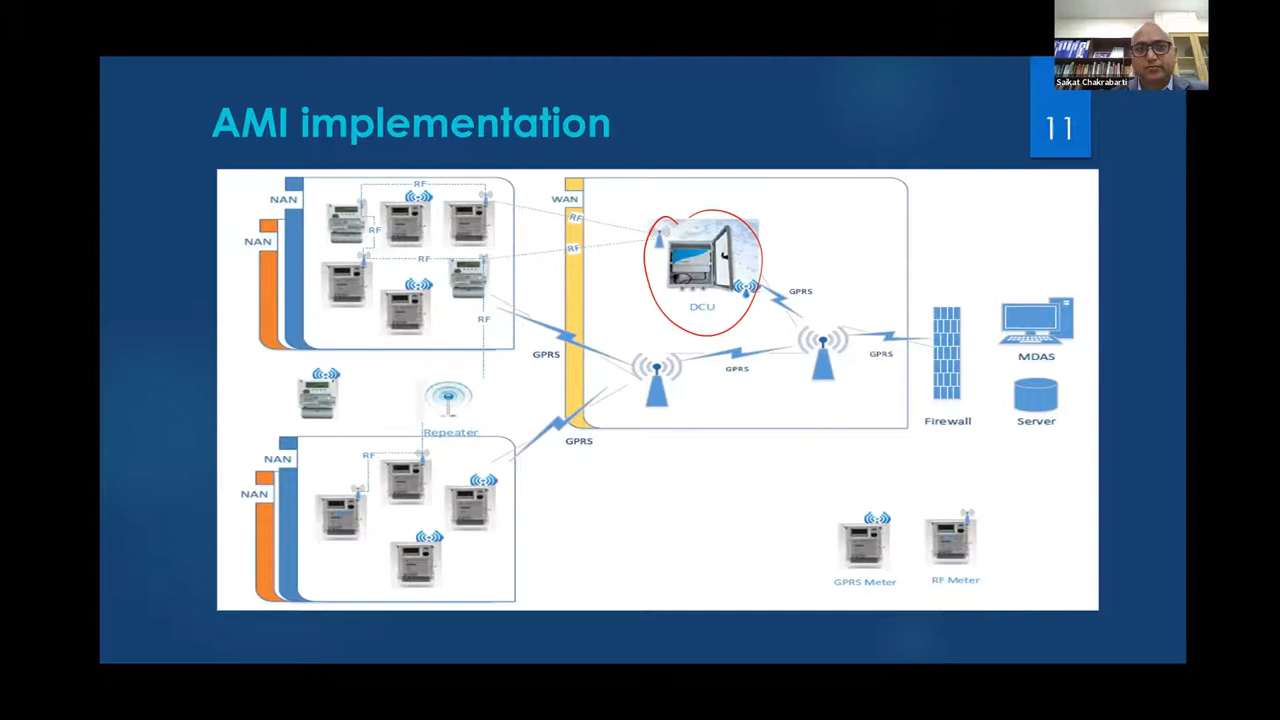 Saikat Chakrabarti
AMI implementation
11
RF
NAN
WAN
RF
RF
NAN
RF
RF
GPRS
DCU
RF
GPRS
GPRS
GPRS
MDAS
Firewall
Server
Repeater
GPRS
NAN
RF
NAN
GPRS Meter
RF Meter